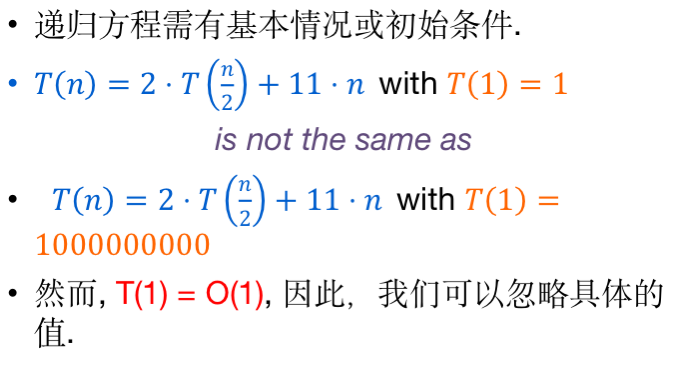 • 递归方程需有基本情况或初始条件.
• T(n) = 2 · T(n/2) + 11 · n with T(1) = 1
is not the same as
• T(n) = 2 · T(n/2) + 11 · n with T(1) =
1000000000
• 然而, T(1) = O(1), 因此， 我们可以忽略具体的
值.